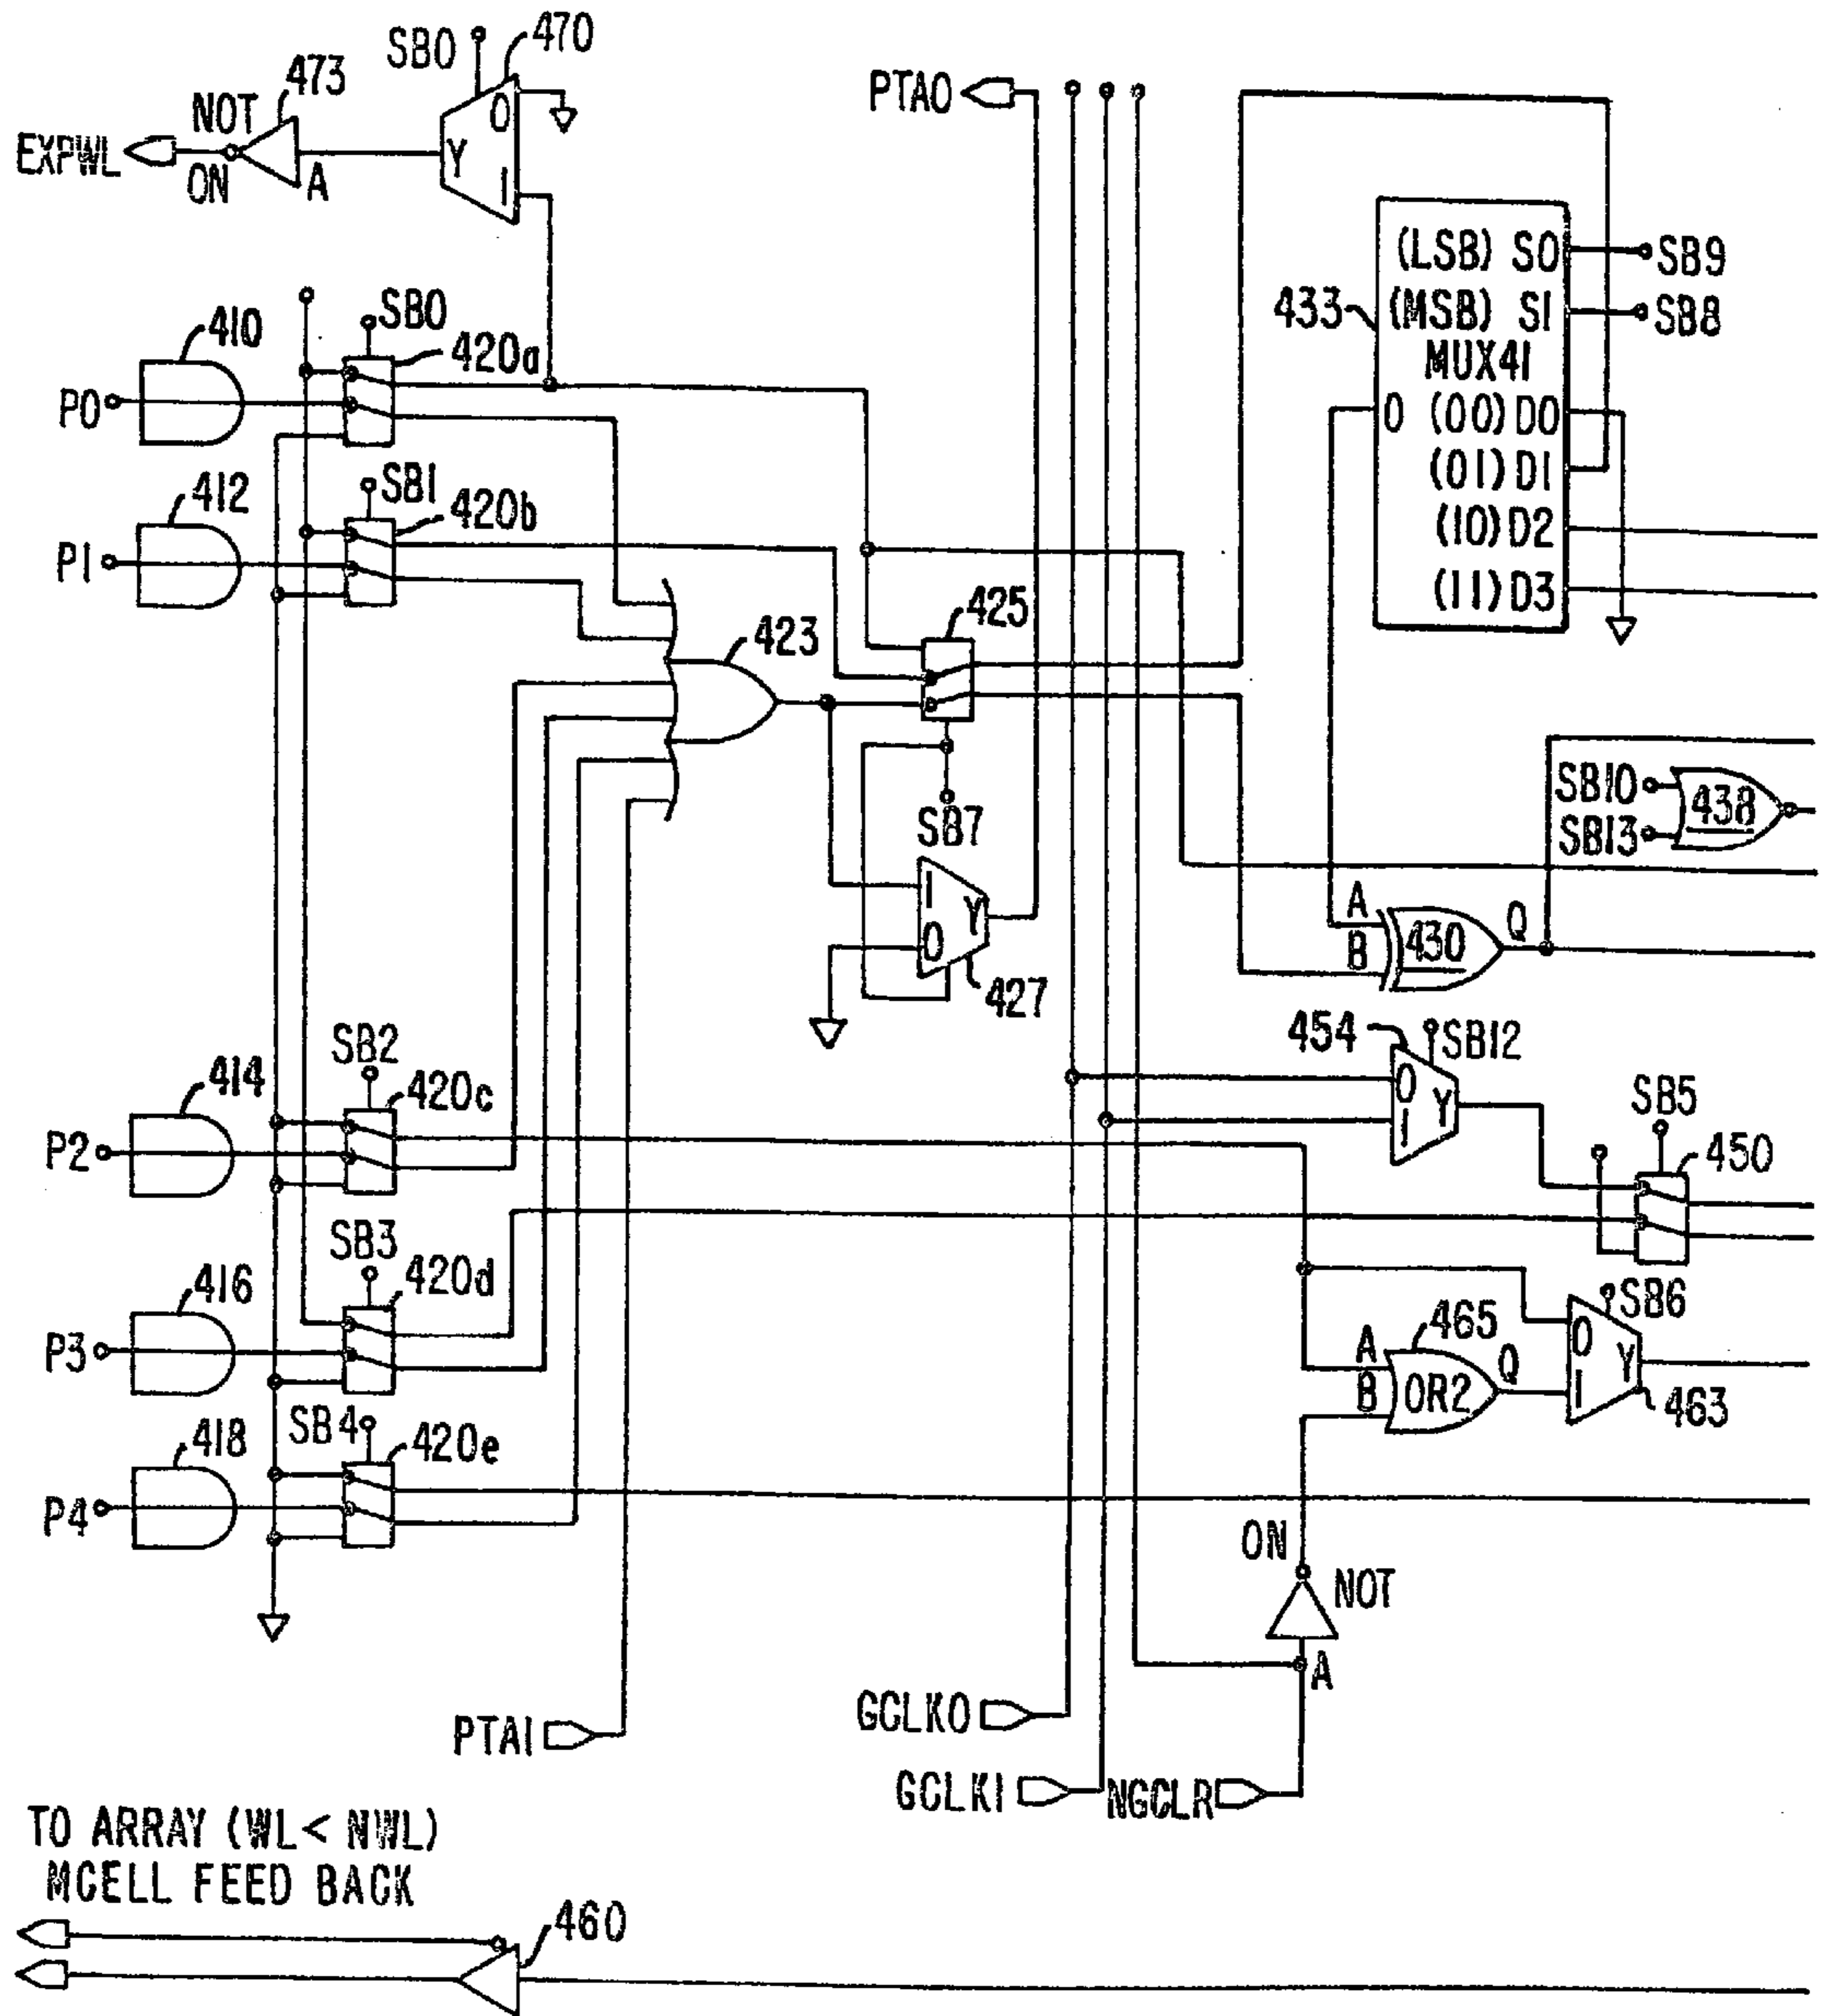 SB0
470
473
NOT
EXPWL
ON
A
Y
0
1
PTA0
(LSB) S0
SB9
433
(MSB) S1
SB8
MUX41
0
(00) D0
(01) D1
(10) D2
(11) D3
410
SB0
420a
P0
412
SB1
420b
P1
423
425
SB7
1
0
Y
427
SB10
SB13
438
A
B
430
Q
454
SB12
0
1
Y
SB5
450
414
SB2
420c
P2
416
SB3
420d
P3
SB6
465
A
B
OR2
Q
0
1
Y
463
418
SB4
420e
P4
ON
NOT
A
PTAI
GCLK0
GCLK1
NGCLR
TO ARRAY (WL< NWL)
MCELL FEED BACK
460